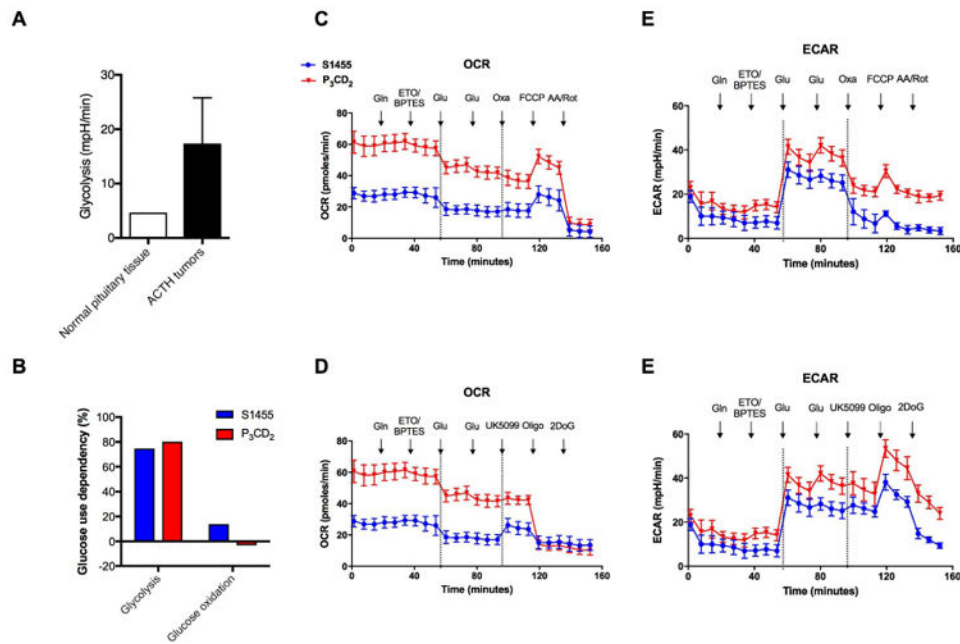 A
Glycolysis (mpH/min)
30
20
10
0
Normal pituitary tissue
ACTH tumors
C
S1455
P3CD2
OCR
Gln ETO/ BPTES Glu Glu Oxa FCCP AA/Rot
OCR (pmoles/min)
80
60
40
20
0
0 40 80 120 160
Time (minutes)
E
ECAR
Gln ETO/ BPTES Glu Glu Oxa FCCP AA/Rot
ECAR (mpH/min)
60
40
20
0
0 40 80 120 160
Time (minutes)
B
Glucose use dependency (%)
S1455
P3CD2
100
80
60
40
20
0
-20
Glycolysis
Glucose oxidation
D
OCR
Gln ETO/ BPTES Glu Glu UK5099 Oligo 2DoG
OCR (pmoles/min)
80
60
40
20
0
0 40 80 120 160
Time (minutes)
E
ECAR
Gln ETO/ BPTES Glu Glu UK5099 Oligo 2DoG
ECAR (mpH/min)
60
40
20
0
0 40 80 120 160
Time (minutes)